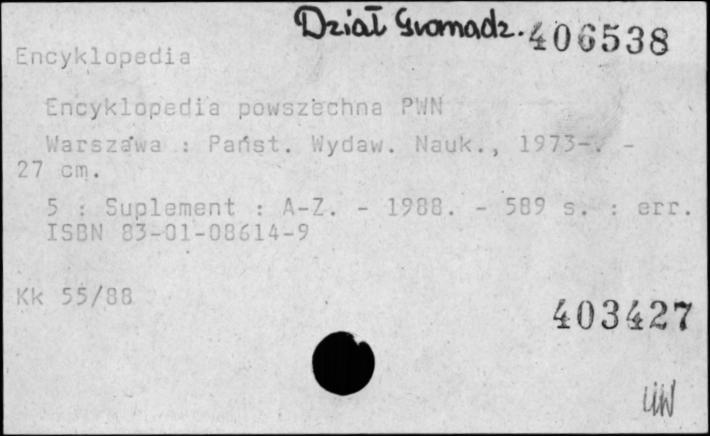 Dział Gromadz. 406538
Encyklopedia
Encyklopedia powszechna PWN
Warszawa : Państ. Wydaw. Nauk., 1973-. -
27 cm.
5 : Suplement : A-Z. - 1988. - 589 s. : err.
ISBN 83-01-08614-9
Kk 55/88
403427
UW